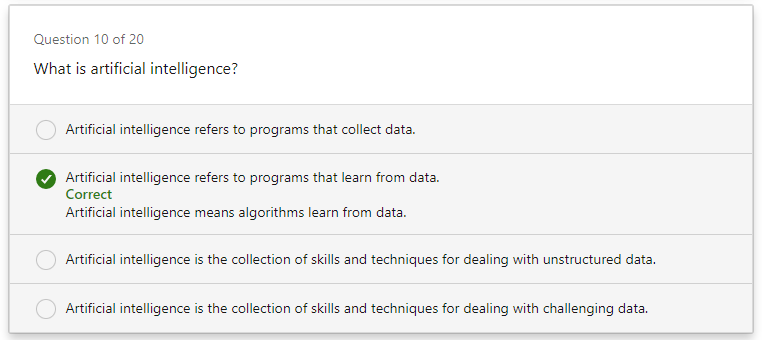 Question 10 of 20
What is artificial intelligence?
Artificial intelligence refers to programs that collect data.
Artificial intelligence refers to programs that learn from data.
Correct
Artificial intelligence means algorithms learn from data.
Artificial intelligence is the collection of skills and techniques for dealing with unstructured data.
Artificial intelligence is the collection of skills and techniques for dealing with challenging data.